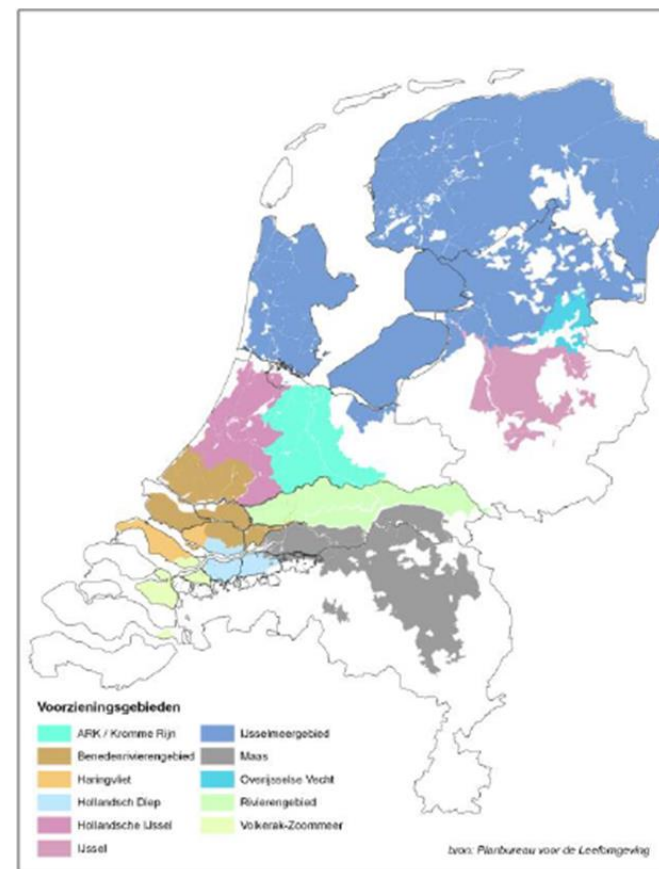 Voorzieningsgebieden
ARK / Kromme Rijn
Benedenrivierengebied
Haringvliet
Hollandsch Diep
Hollandsche IJssel
IJssel
IJsselmeergebied
Maas
Overijsselse Vecht
Rivierengebied
Volkerak-Zoommeer
bron: Planbureau voor de Leefomgeving